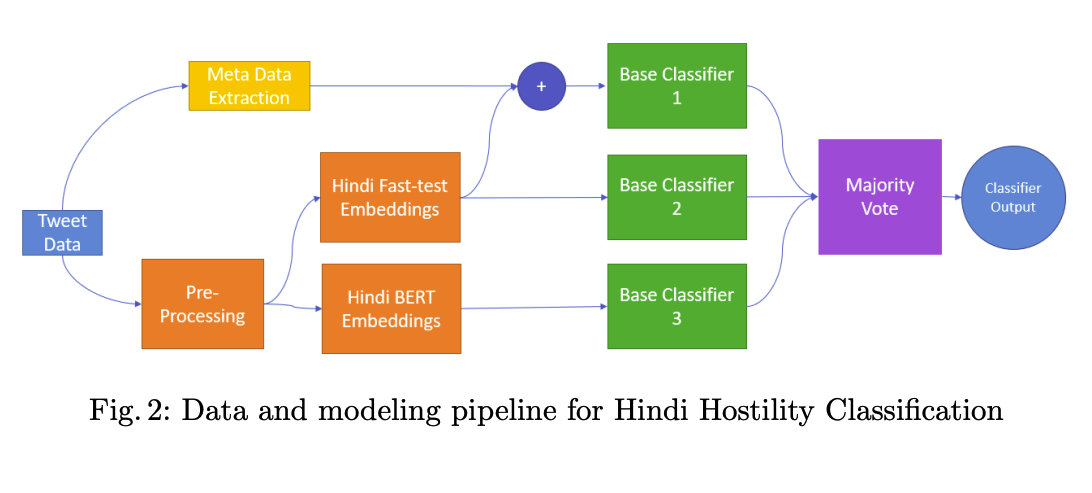 Meta Data
Extraction
+
Base Classifier
1
Hindi Fast-test
Embeddings
Base Classifier
2
Majority
Vote
Classifier
Output
Tweet
Data
Pre-
Processing
Hindi BERT
Embeddings
Base Classifier
3
Fig. 2: Data and modeling pipeline for Hindi Hostility Classification